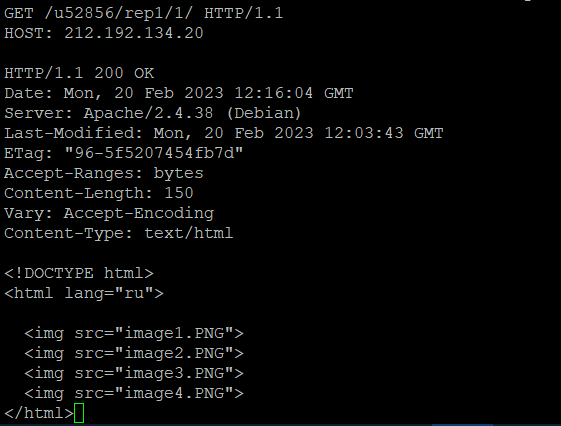 GET /u52856/rep1/1/ HTTP/1.1
HOST: 212.192.134.20

HTTP/1.1 200 OK
Date: Mon, 20 Feb 2023 12:16:04 GMT
Server: Apache/2.4.38 (Debian)
Last-Modified: Mon, 20 Feb 2023 12:03:43 GMT
ETag: "96-5f5207454fb7d"
Accept-Ranges: bytes
Content-Length: 150
Vary: Accept-Encoding
Content-Type: text/html

<!DOCTYPE html>
<html lang="ru">

  <img src="image1.PNG">
  <img src="image2.PNG">
  <img src="image3.PNG">
  <img src="image4.PNG">
</html>